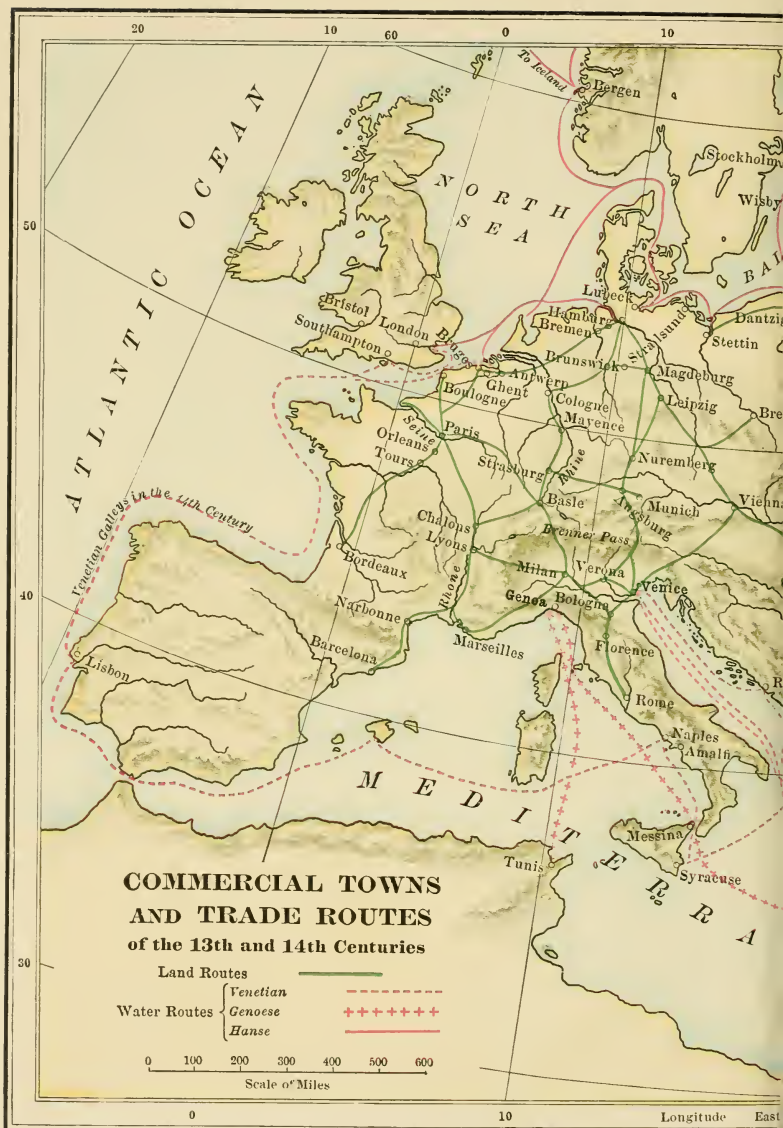 20
10
60
0
10
To Iceland
Bergen
Stockholm
Wisby
NORTH
SEA
50
ATLANTIC OCEAN
BAL
Lubeck
Hamburg
Bremen
Stralsund
Dantzig
Stettin
Bristol
London
Southampton
Bruges
Brunswick
Magdeburg
Antwerp
Ghent
Boulogne
Cologne
Leipzig
Bre
Mayence
Seine
Paris
Orleans
Tours
Rhine
Nuremberg
Strasburg
Basle
Munich
Augsburg
Vienna
Venetian Galleys in the 14th Century
Chalons
Lyons
Brenner Pass
Bordeaux
Milan
Verona
Venice
Rhone
Genoa
Bologna
40
Narbonne
Marseilles
Florence
Barcelona
Lisbon
R
Rome
Naples
Amalfi
MEDITERRA
Messina
Tunis
Syracuse
COMMERCIAL TOWNS
AND TRADE ROUTES
of the 13th and 14th Centuries
30
Land Routes
Water Routes
Venetian
Genoese
Hanse
0 100 200 300 400 500 600
Scale of Miles
0
10
Longitude East